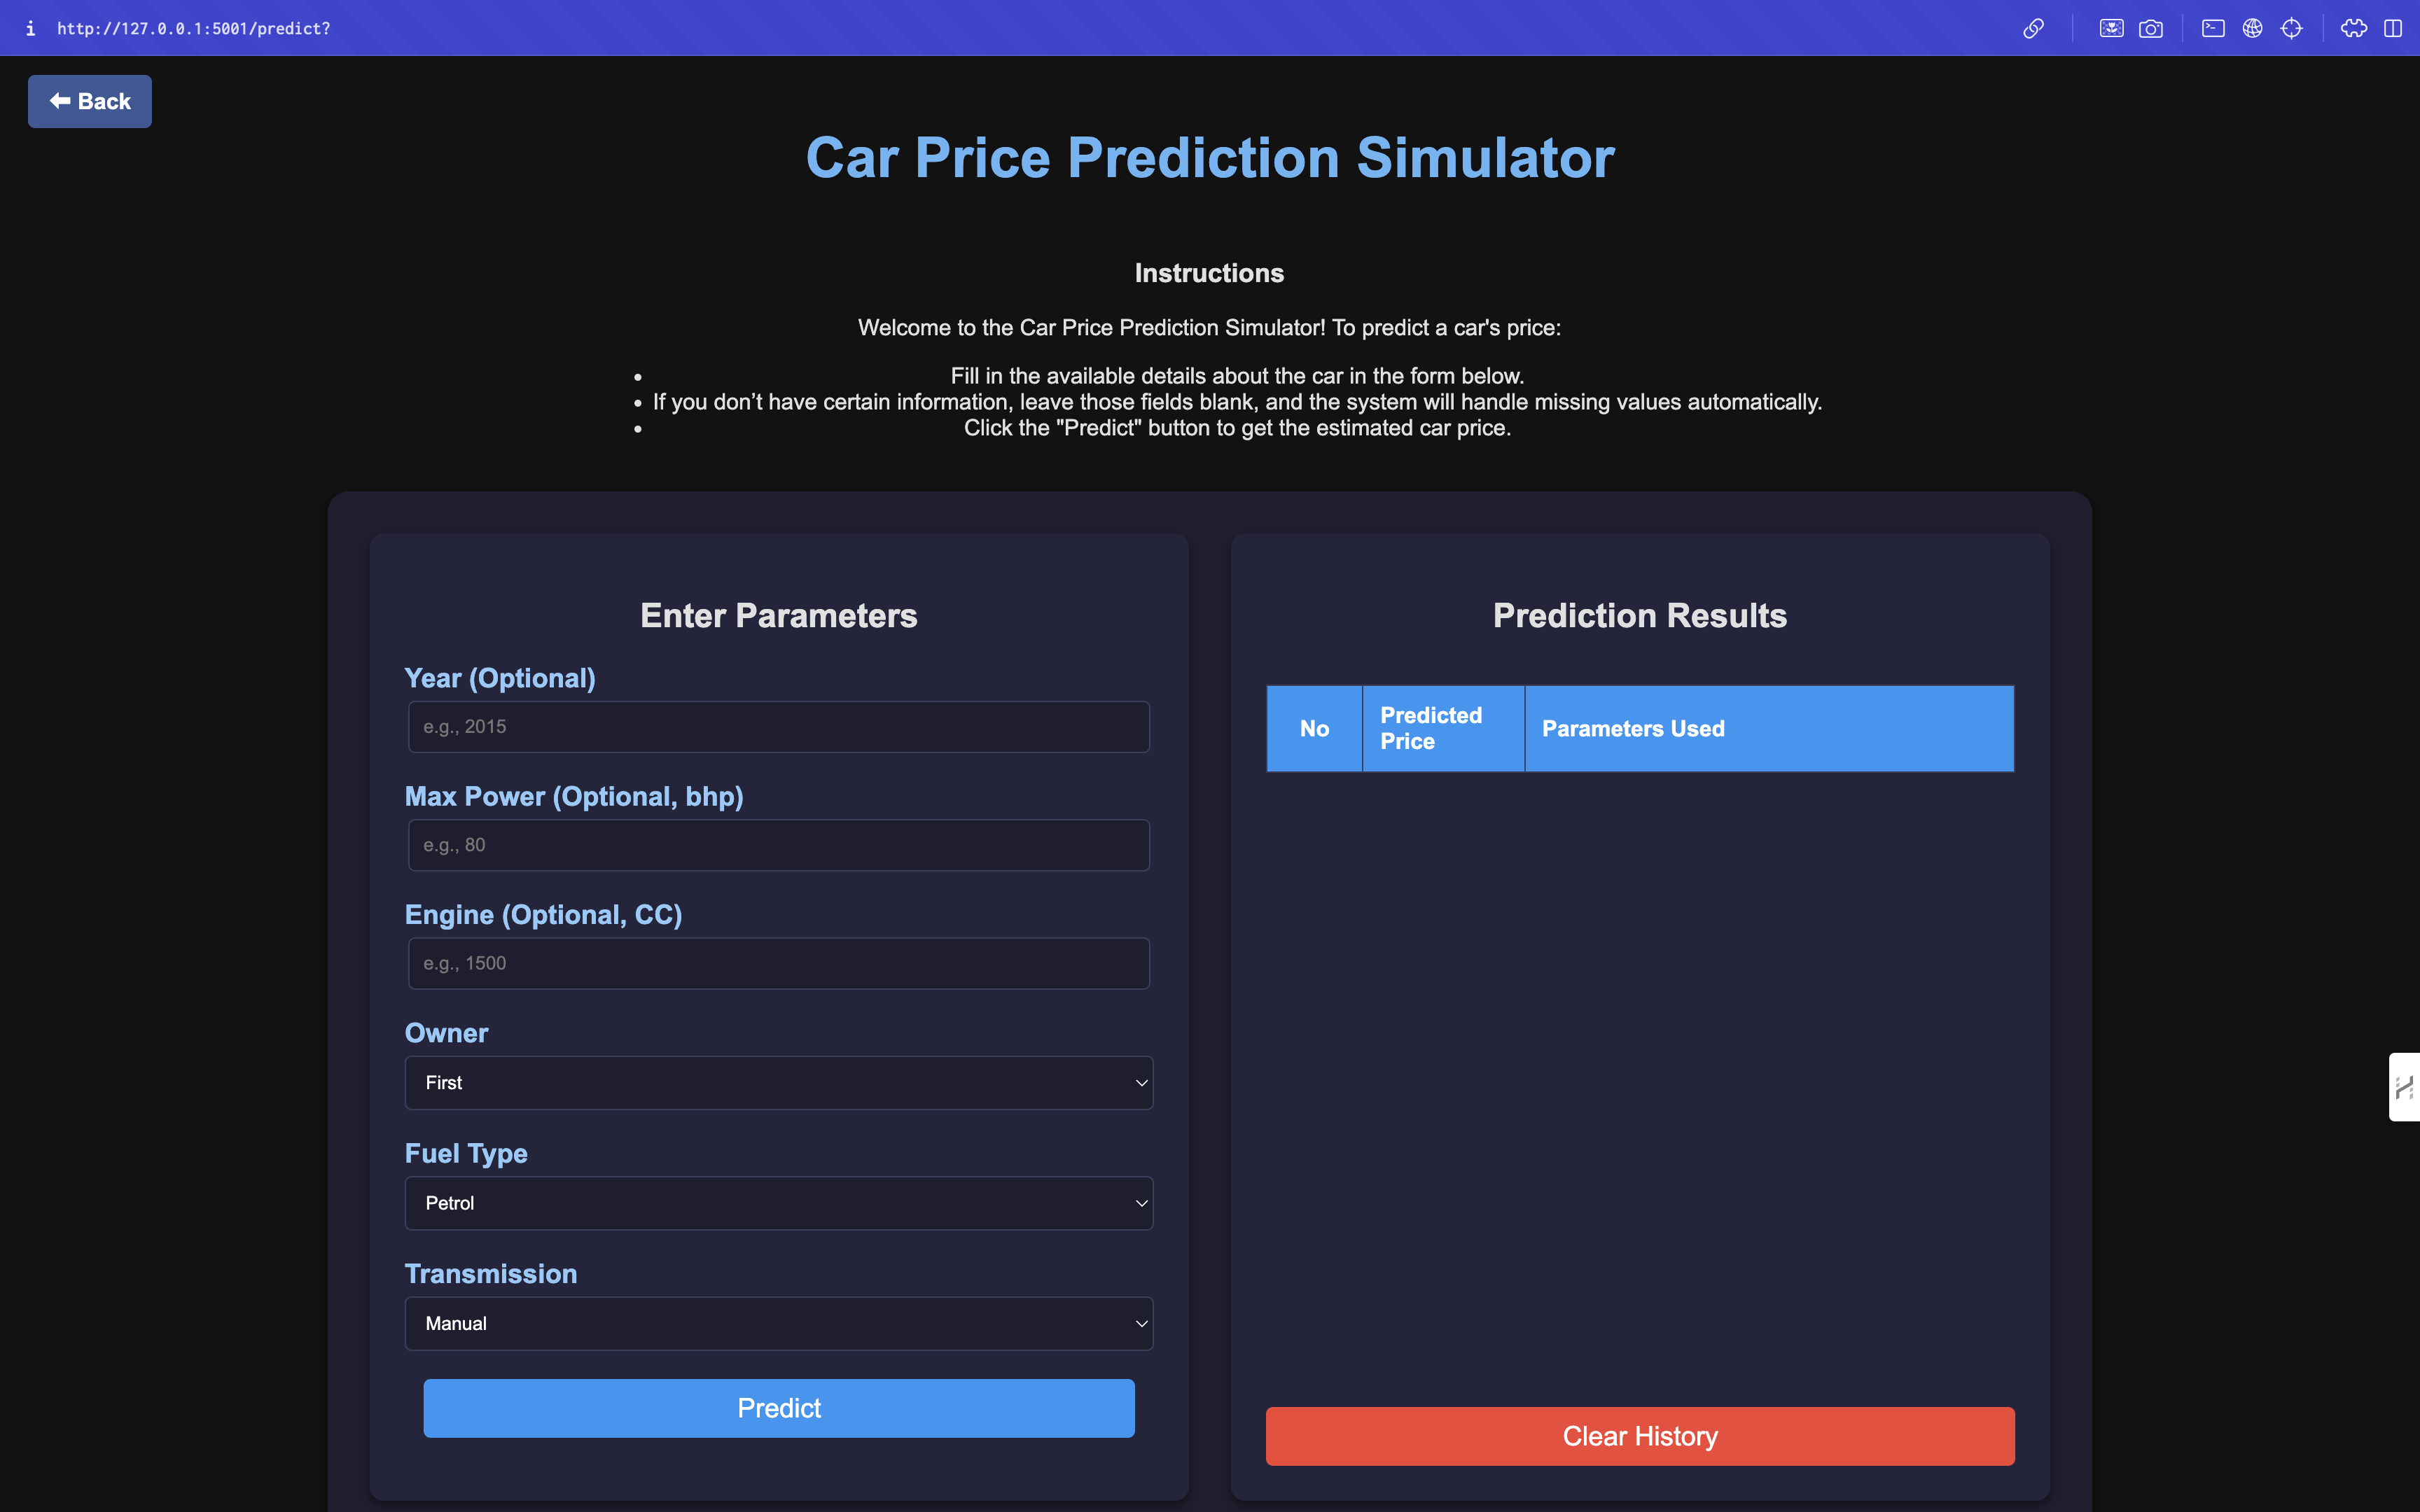 i http://127.0.0.1:5001/predict?
Back
Car Price Prediction Simulator
Instructions
Welcome to the Car Price Prediction Simulator! To predict a car's price:
• Fill in the available details about the car in the form below.
• If you don’t have certain information, leave those fields blank, and the system will handle missing values automatically.
• Click the "Predict" button to get the estimated car price.
Enter Parameters
Year (Optional)
e.g., 2015
Max Power (Optional, bhp)
e.g., 80
Engine (Optional, CC)
e.g., 1500
Owner
First
Fuel Type
Petrol
Transmission
Manual
Predict
Prediction Results
No
Predicted
Price
Parameters Used
Clear History